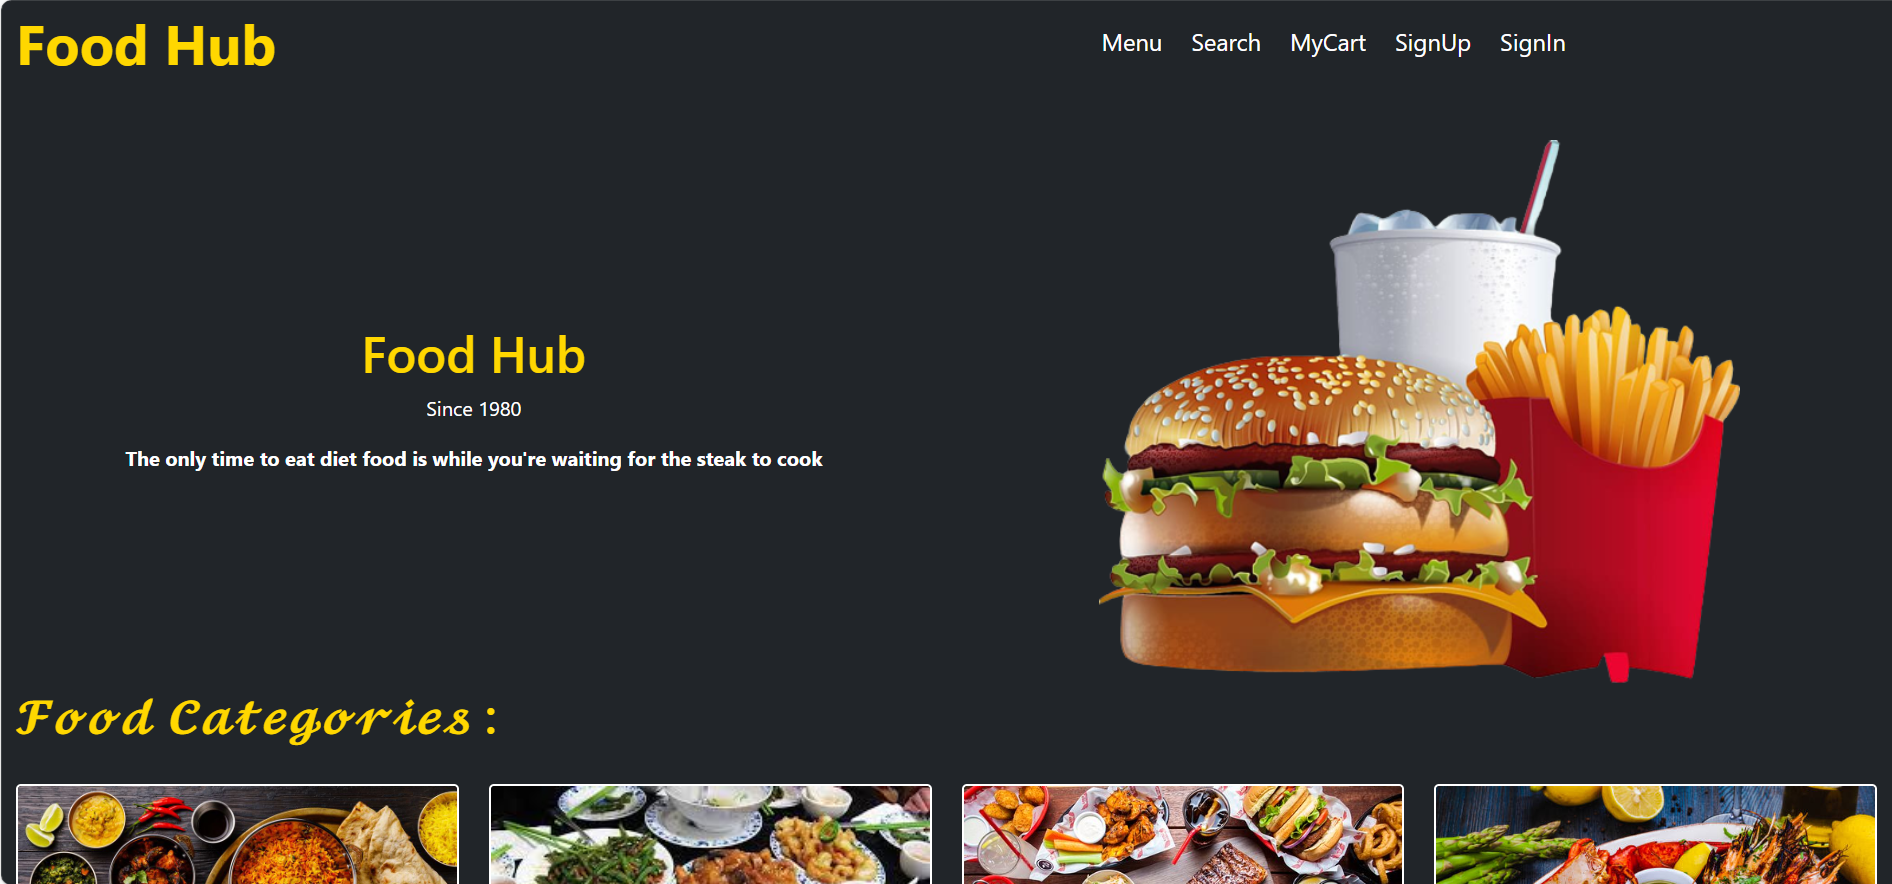 Food Hub
Menu Search MyCart SignUp SignIn
Food Hub
Since 1980
The only time to eat diet food is while you're waiting for the steak to cook
Food Categories :